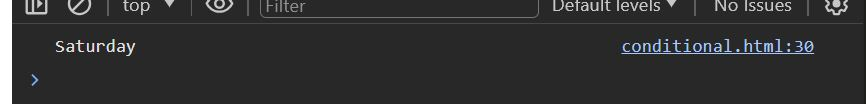 top Filter Default levels No Issues
Saturday conditional.html:30